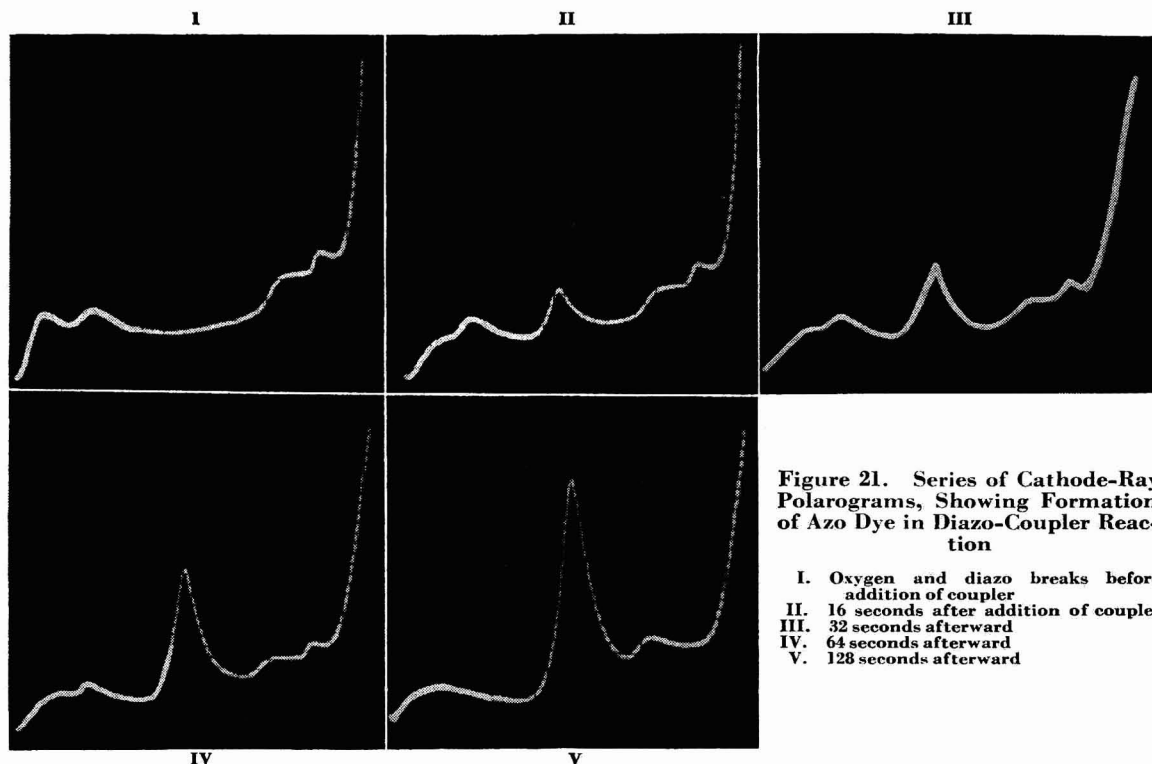 I
II
III
IV
V
Figure 21. Series of Cathode-Ray
Polarograms, Showing Formation
of Azo Dye in Diazo-Coupler Reac-
tion
I. Oxygen and diazo breaks befor
addition of coupler
II. 16 seconds after addition of couple
III. 32 seconds afterward
IV. 64 seconds afterward
V. 128 seconds afterward